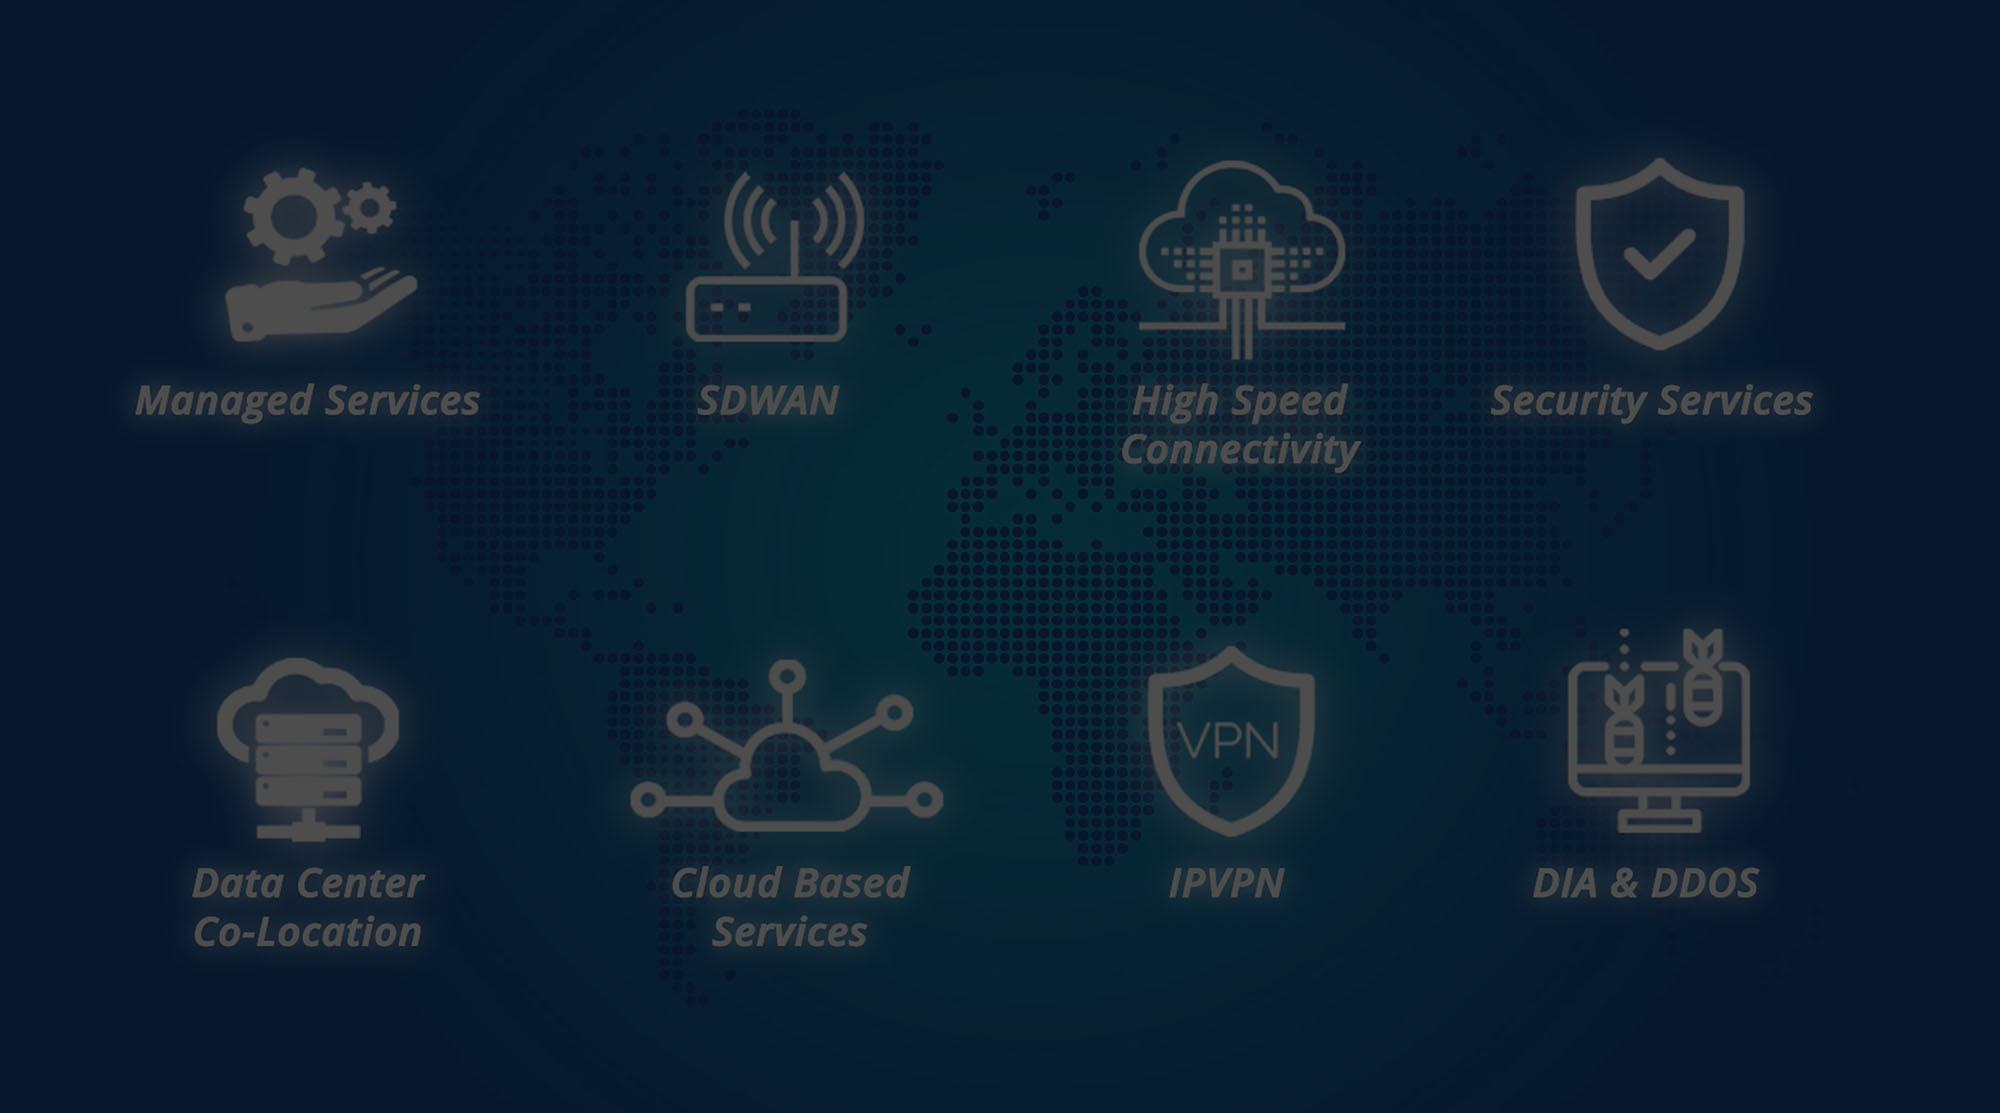 Managed Services
SDWAN
High Speed
Connectivity
Security Services
Data Center
Co-Location
Cloud Based
Services
VPN
IPVPN
DIA & DDOS